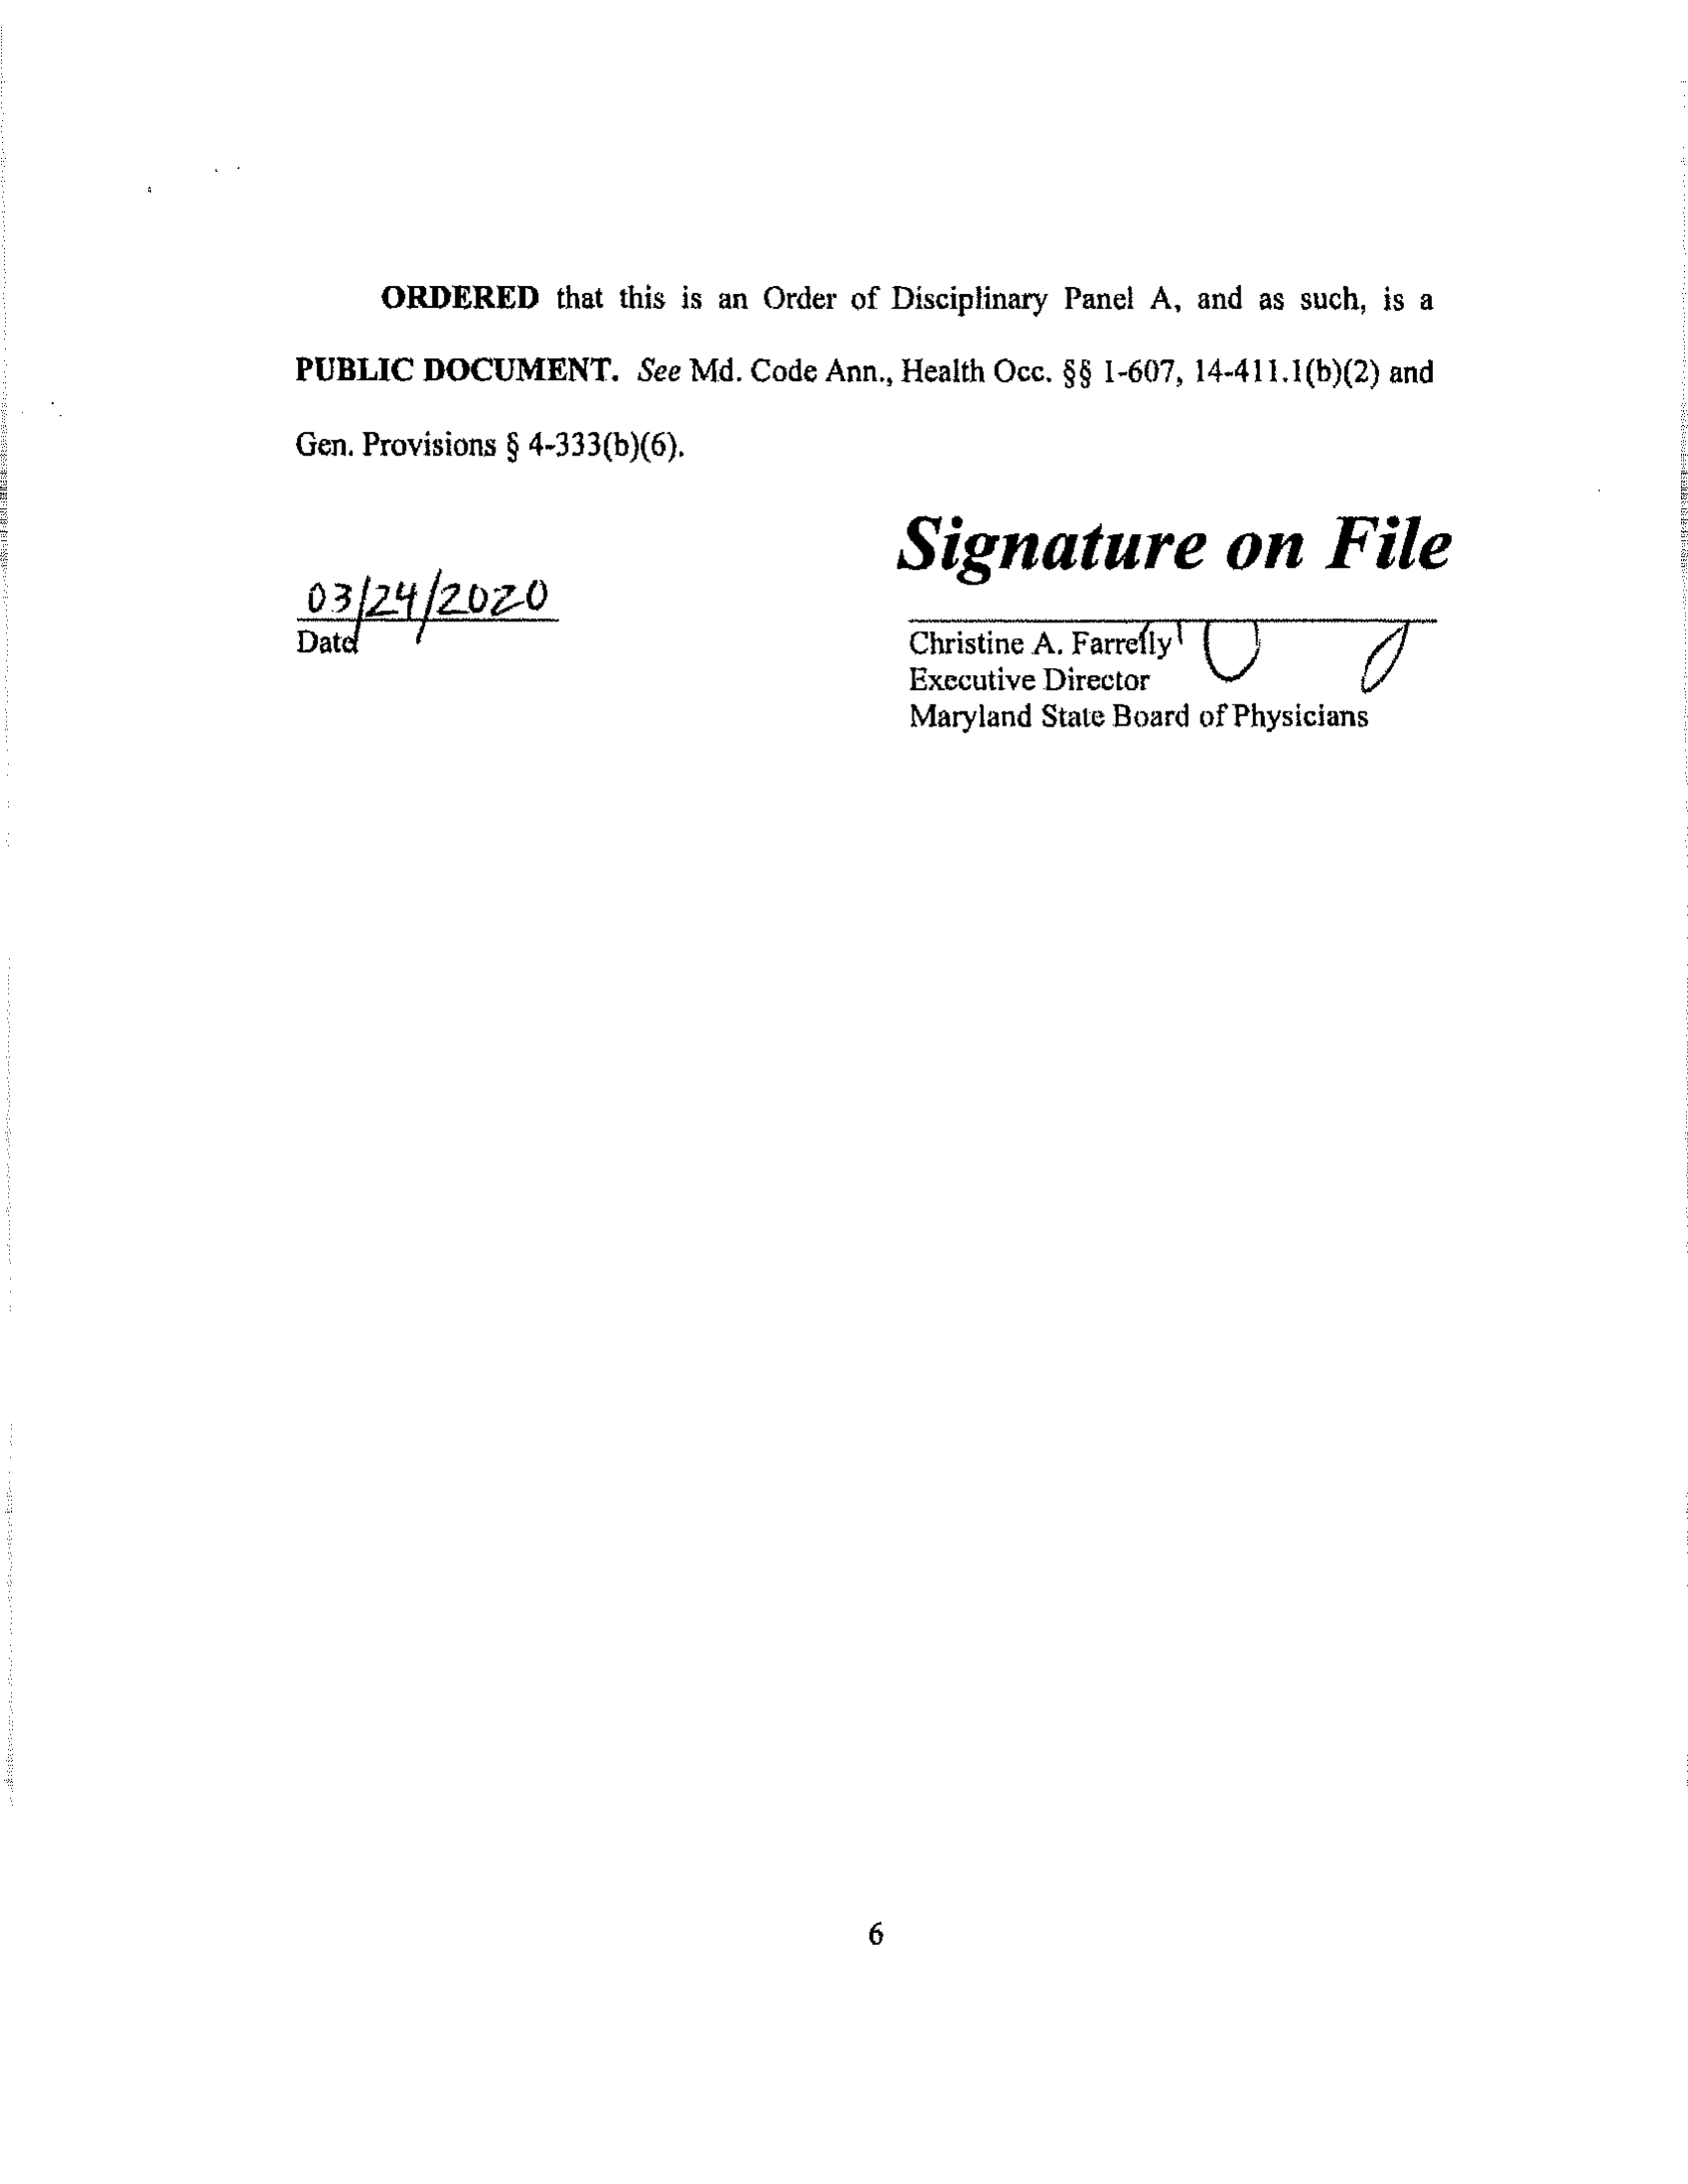 ORDERED that this is an Order of Disciplinary Panel A, and as such, is a
PUBLIC DOCUMENT. See Md. Code Ann., Health Occ. §§ 1-607, 14-411.1(b)(2) and
Gen. Provisions § 4-333(b)(6).
Signature on File
03/24/2020
Date
Christine A. Farrelly
Executive Director
Maryland State Board of Physicians
6